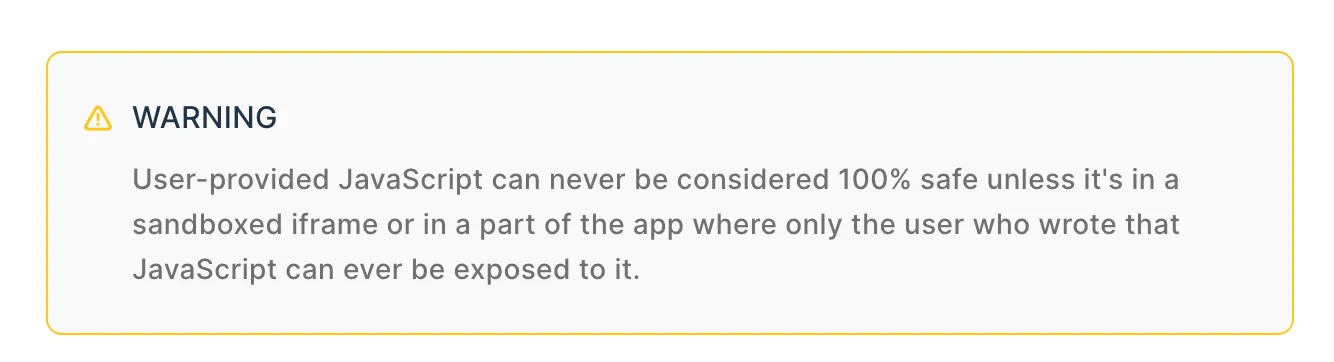 WARNING
User-provided JavaScript can never be considered 100% safe unless it's in a
sandboxed iframe or in a part of the app where only the user who wrote that
JavaScript can ever be exposed to it.